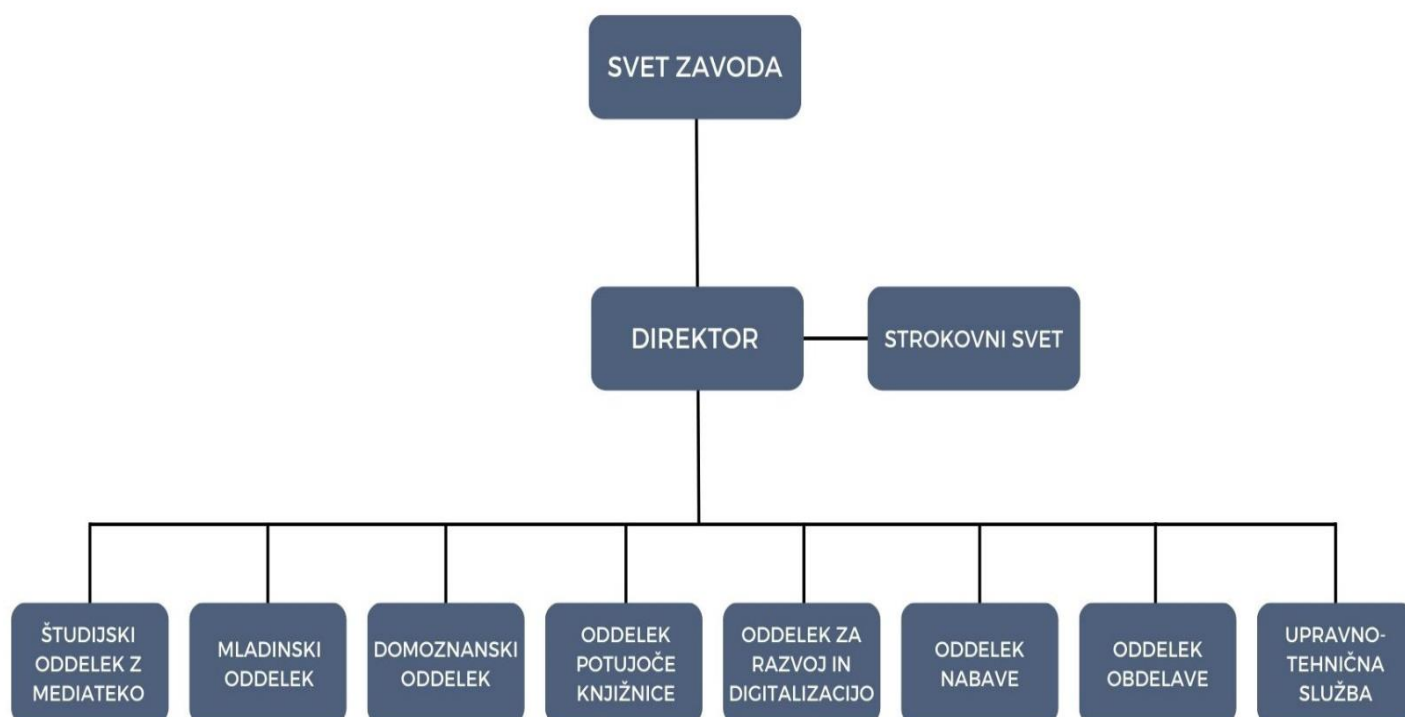 SVET ZAVODA
DIREKTOR
STROKOVNI SVET
ŠTUDIJSKI
ODDELEK Z
MEDIATEKO
MLADINSKI
ODDELEK
DOMOZNANSKI
ODDELEK
ODDELEK
POTUJOČE
KNJIŽNICE
ODDELEK ZA
RAZVOJ IN
DIGITALIZACIJO
ODDELEK
NABAVE
ODDELEK
OBDELAVE
UPRAVNO-
TEHNIČNA
SLUŽBA